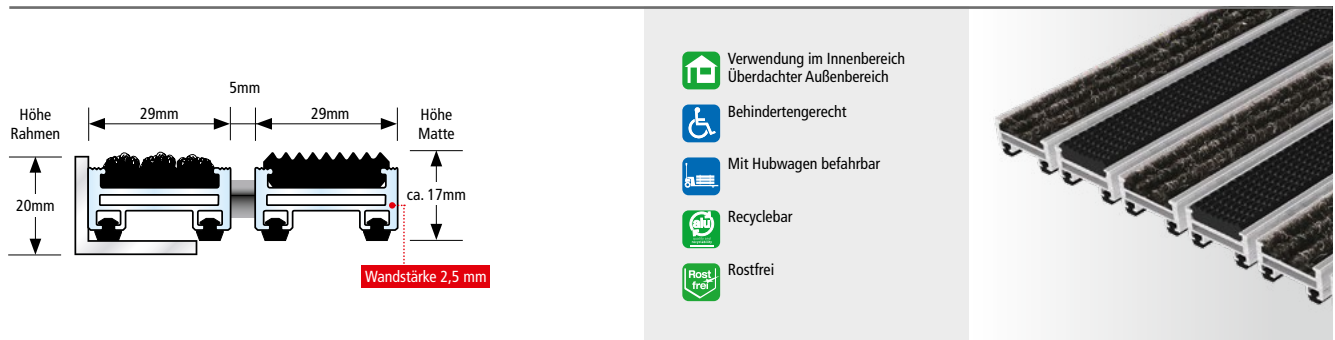 5mm
Höhe
Rahmen
29mm
29mm
Höhe
Matte
20mm
ca. 17mm
Wandstärke 2,5 mm
Verwendung im Innenbereich
Überdachter Außenbereich
Behindertengerecht
Mit Hubwagen befahrbar
alu
Recyclebar
Rost
frei
Rostfrei